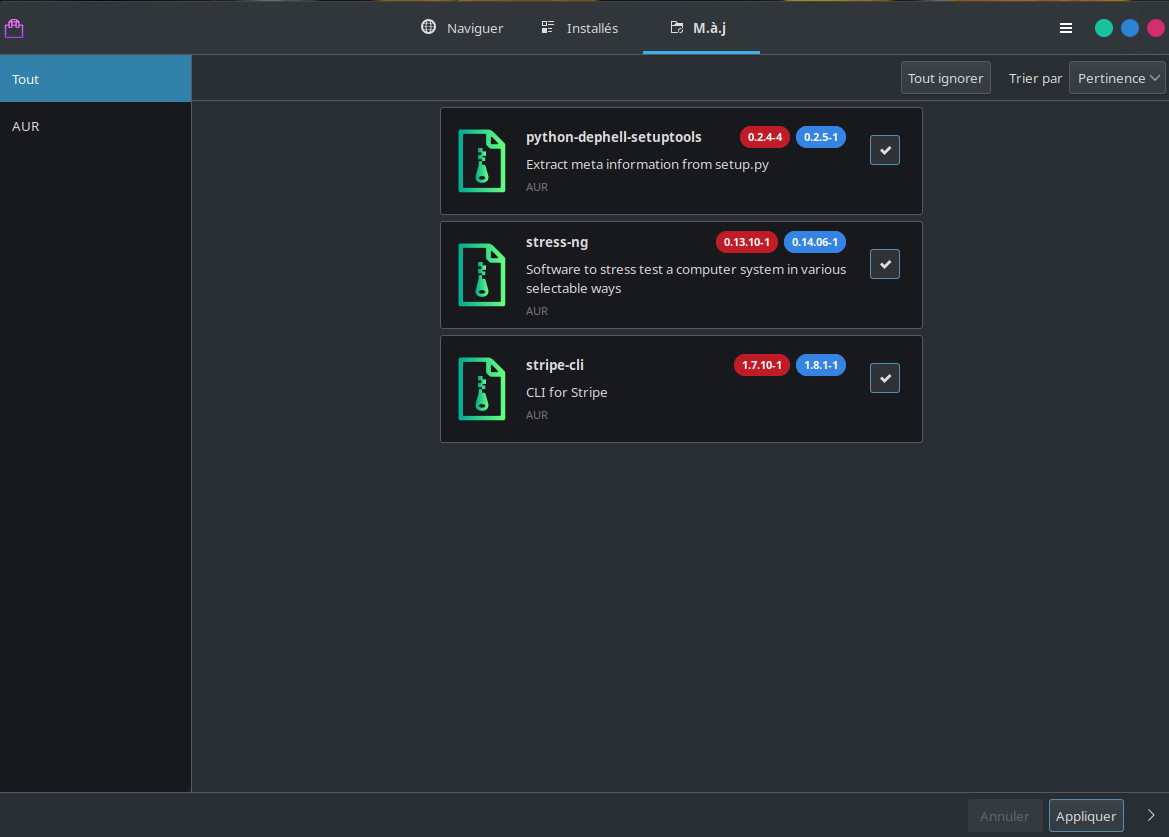 Naviguer
Installés
M.à.j
Tout
AUR
Tout ignorer
Trier par
Pertinence
python-dephell-setuptools 0.2.4-4 0.2.5-1
Extract meta information from setup.py
AUR
stress-ng 0.13.10-1 0.14.06-1
Software to stress test a computer system in various
selectable ways
AUR
stripe-cli 1.7.10-1 1.8.1-1
CLI for Stripe
AUR
Annuler
Appliquer